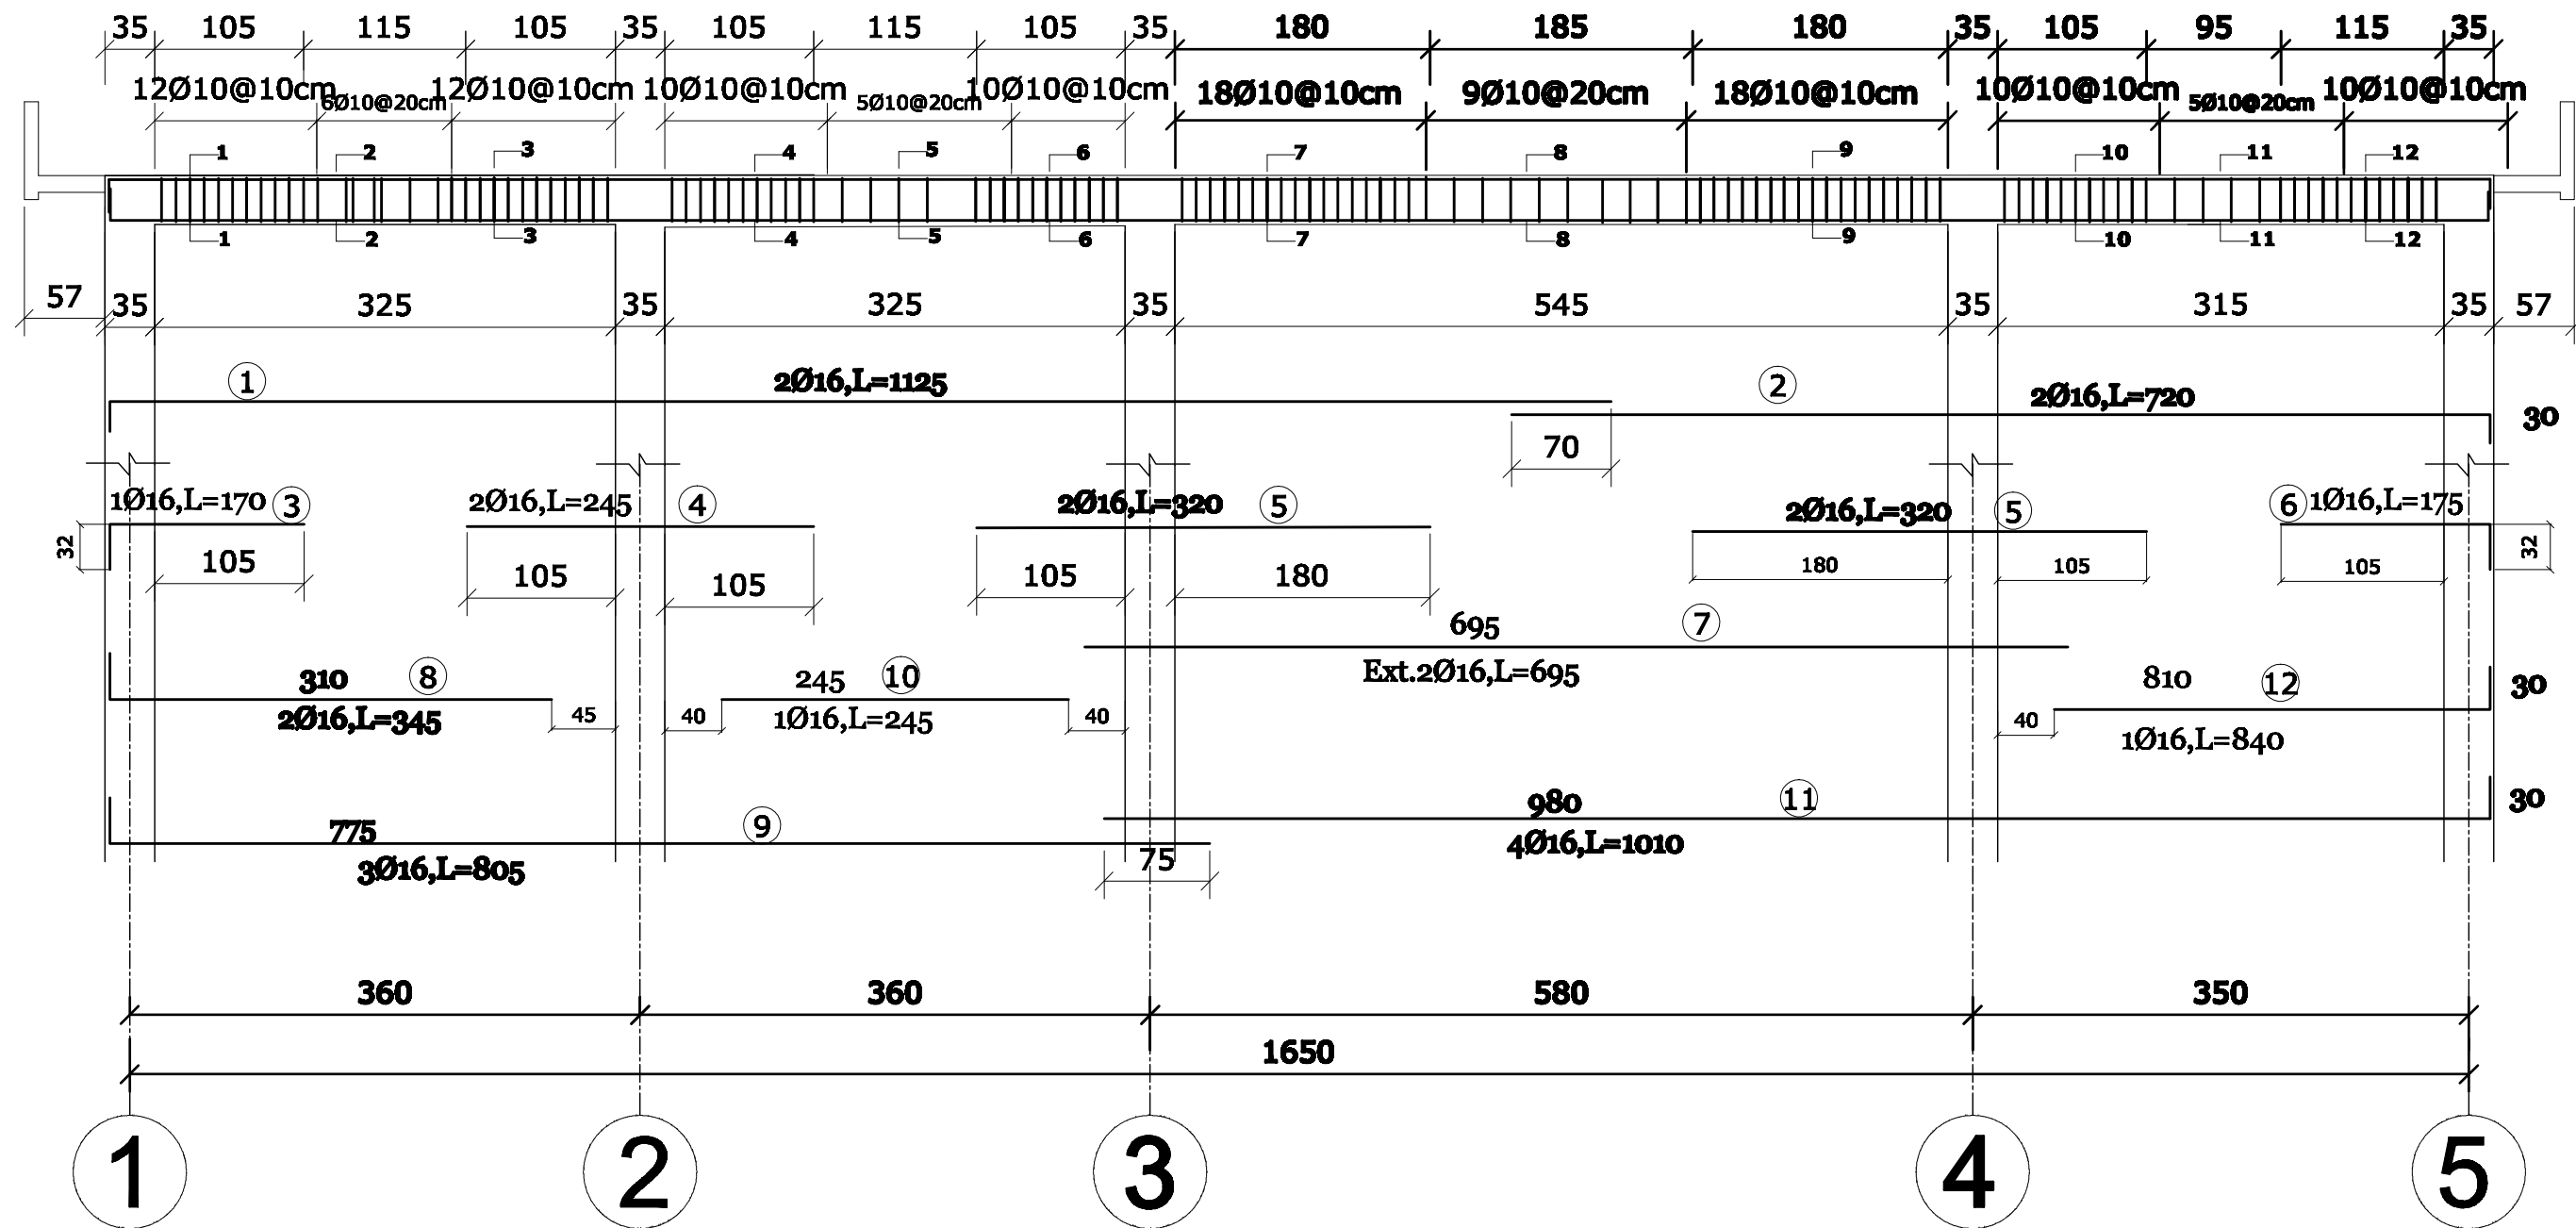 35 105 115 105 35 105 115 105 35 180 185 180 35 105 95 115 35
12Ø10@10cm 6Ø10@20cm 12Ø10@10cm 10Ø10@10cm 5Ø10@20cm 10Ø10@10cm 18Ø10@10cm 9Ø10@20cm 18Ø10@10cm 10Ø10@10cm 5Ø10@20cm 10Ø10@10cm
1 2 3 4 5 6 7 8 9 10 11 12
1 2 3 4 5 6 7 8 9 10 11 12
57 35 325 35 325 35 545 35 315 35 57
1 2Ø16,L=1125 2 2Ø16,L=720 30
70
1Ø16,L=170 3 2Ø16,L=245 4 2Ø16,L=320 5 2Ø16,L=320 5 6 1Ø16,L=175
32 105 105 105 105 180 180 105 105 32
695 7
Ext.2Ø16,L=695
310 8 245 10 810 12 30
2Ø16,L=345 45 40 1Ø16,L=245 40 40 1Ø16,L=840
775 9 980 11 30
3Ø16,L=805 75 4Ø16,L=1010
360 360 580 350
1650
1 2 3 4 5